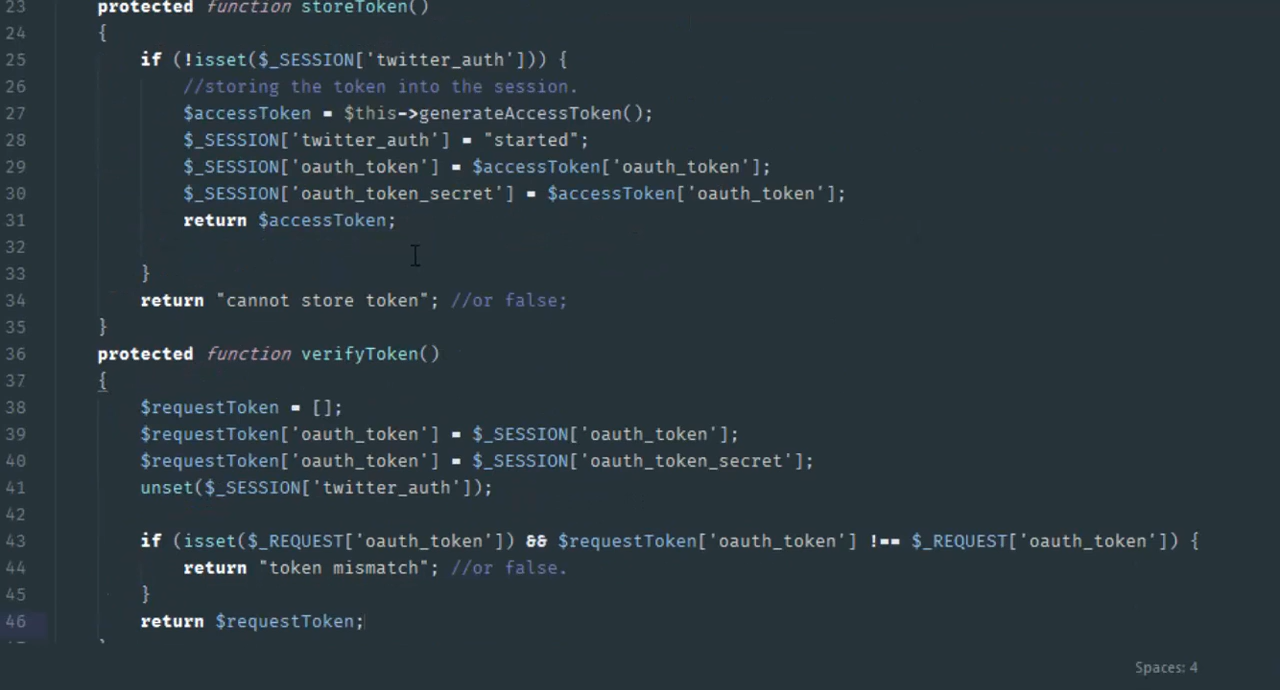 23 protected function storeToken()
24 {
25 if (!isset($_SESSION['twitter_auth'])) {
26 //storing the token into the session.
27 $accessToken = $this->generateAccessToken();
28 $_SESSION['twitter_auth'] = "started";
29 $_SESSION['oauth_token'] = $accessToken['oauth_token'];
30 $_SESSION['oauth_token_secret'] = $accessToken['oauth_token'];
31 return $accessToken;
32
33 }
34 return "cannot store token"; //or false;
35 }
36 protected function verifyToken()
37 {
38 $requestToken = [];
39 $requestToken['oauth_token'] = $_SESSION['oauth_token'];
40 $requestToken['oauth_token'] = $_SESSION['oauth_token_secret'];
41 unset($_SESSION['twitter_auth']);
42
43 if (isset($_REQUEST['oauth_token']) && $requestToken['oauth_token'] !== $_REQUEST['oauth_token']) {
44 return "token mismatch"; //or false.
45 }
46 return $requestToken;
Spaces: 4